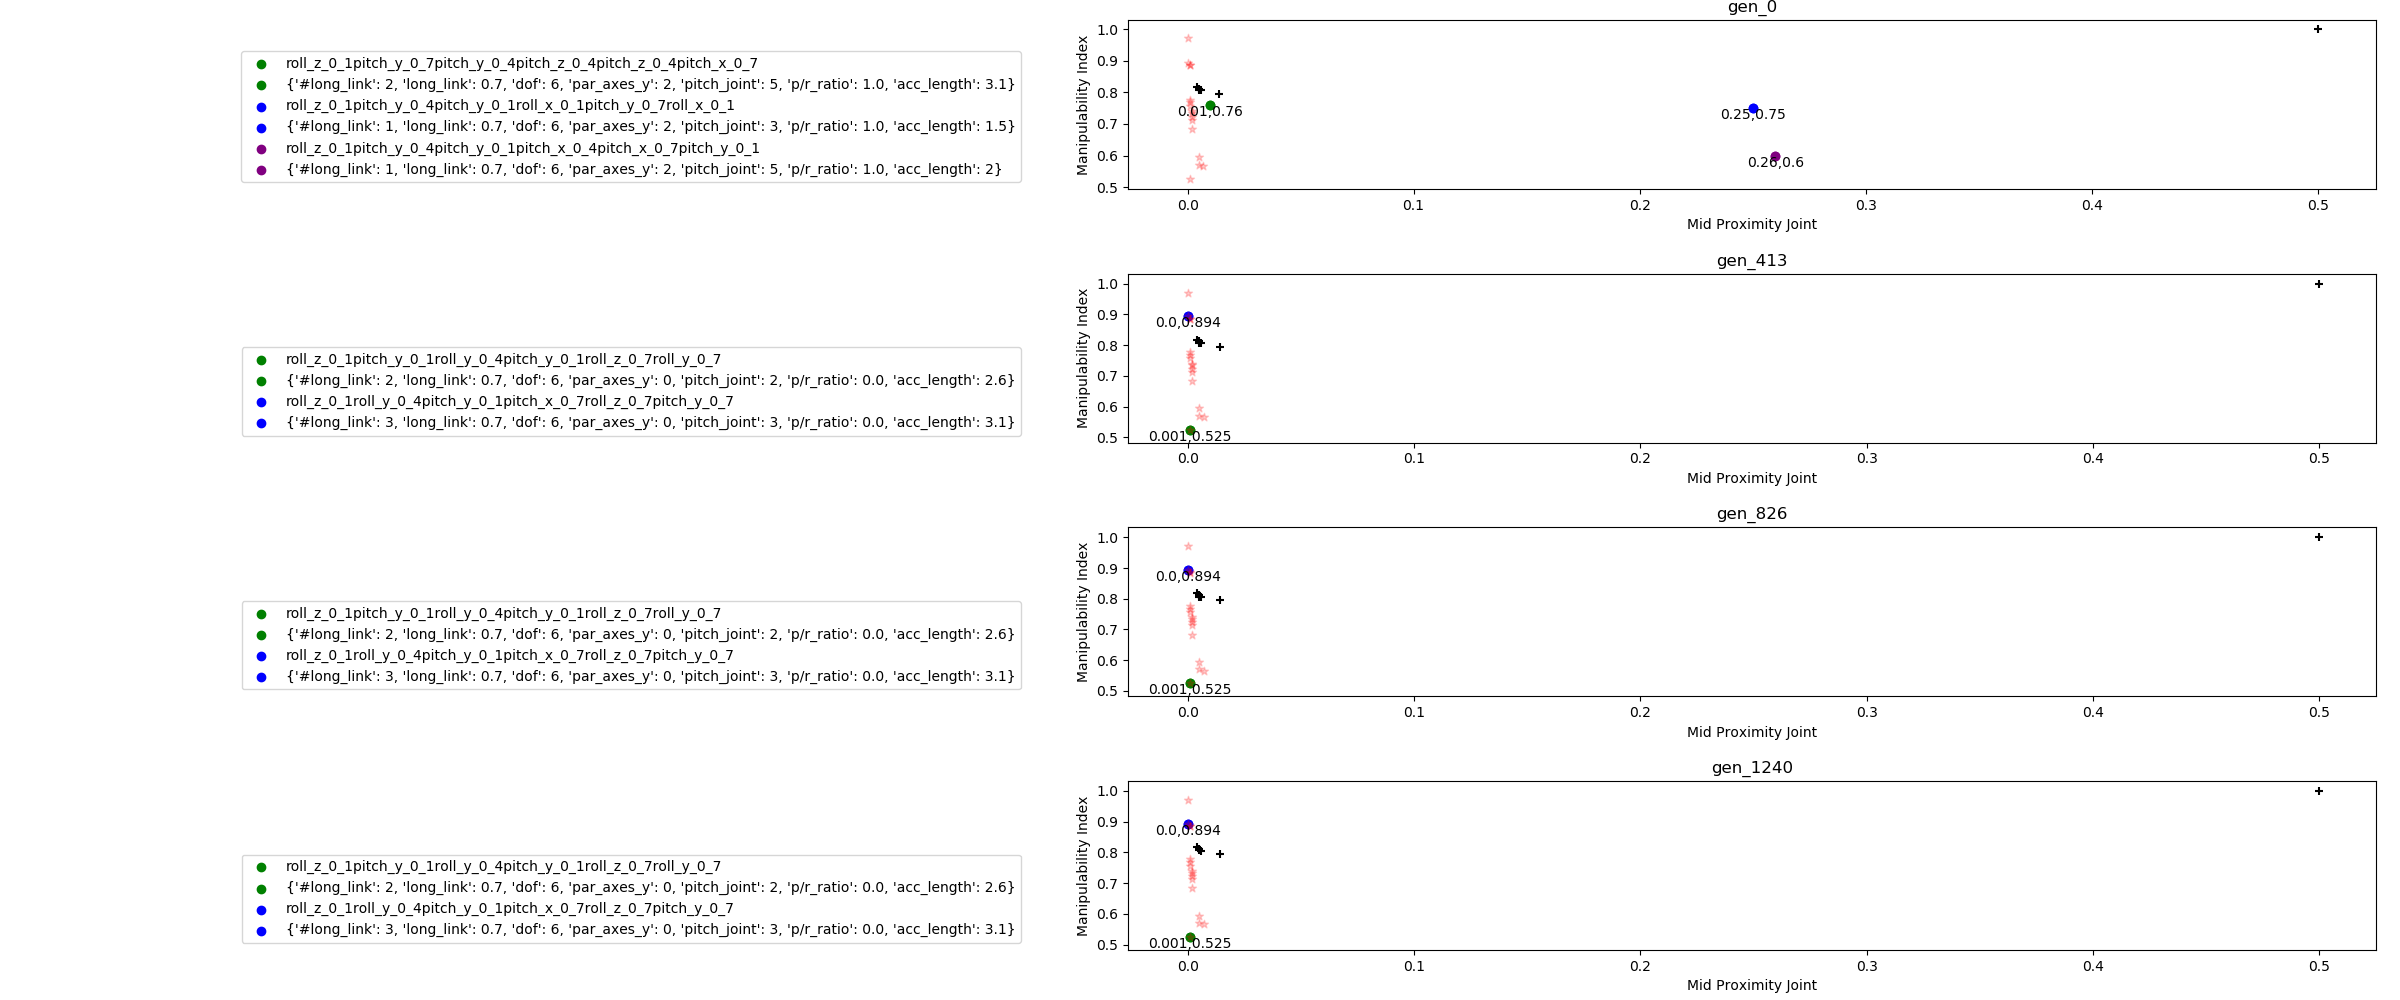 gen_0
roll_z_0_1pitch_y_0_7pitch_y_0_4pitch_z_0_4pitch_z_0_4pitch_x_0_7
{'#long_link': 2, 'long_link': 0.7, 'dof': 6, 'par_axes_y': 2, 'pitch_joint': 5, 'p/r_ratio': 1.0, 'acc_length': 3.1}
roll_z_0_1pitch_y_0_4pitch_y_0_1roll_x_0_1pitch_y_0_7roll_x_0_1
{'#long_link': 1, 'long_link': 0.7, 'dof': 6, 'par_axes_y': 2, 'pitch_joint': 3, 'p/r_ratio': 1.0, 'acc_length': 1.5}
roll_z_0_1pitch_y_0_4pitch_y_0_1pitch_x_0_4pitch_x_0_7pitch_y_0_1
{'#long_link': 1, 'long_link': 0.7, 'dof': 6, 'par_axes_y': 2, 'pitch_joint': 5, 'p/r_ratio': 1.0, 'acc_length': 2}
Manipulability Index
1.0
0.9
0.8
0.7
0.6
0.5
0.01,0.76
0.25,0.75
0.26,0.6
0.0 0.1 0.2 0.3 0.4 0.5
Mid Proximity Joint
gen_413
roll_z_0_1pitch_y_0_1roll_y_0_4pitch_y_0_1roll_z_0_7roll_y_0_7
{'#long_link': 2, 'long_link': 0.7, 'dof': 6, 'par_axes_y': 0, 'pitch_joint': 2, 'p/r_ratio': 0.0, 'acc_length': 2.6}
roll_z_0_1roll_y_0_4pitch_y_0_1pitch_x_0_7roll_z_0_7pitch_y_0_7
{'#long_link': 3, 'long_link': 0.7, 'dof': 6, 'par_axes_y': 0, 'pitch_joint': 3, 'p/r_ratio': 0.0, 'acc_length': 3.1}
Manipulability Index
1.0
0.9
0.8
0.7
0.6
0.5
0.0,0.894
0.001,0.525
0.0 0.1 0.2 0.3 0.4 0.5
Mid Proximity Joint
gen_826
roll_z_0_1pitch_y_0_1roll_y_0_4pitch_y_0_1roll_z_0_7roll_y_0_7
{'#long_link': 2, 'long_link': 0.7, 'dof': 6, 'par_axes_y': 0, 'pitch_joint': 2, 'p/r_ratio': 0.0, 'acc_length': 2.6}
roll_z_0_1roll_y_0_4pitch_y_0_1pitch_x_0_7roll_z_0_7pitch_y_0_7
{'#long_link': 3, 'long_link': 0.7, 'dof': 6, 'par_axes_y': 0, 'pitch_joint': 3, 'p/r_ratio': 0.0, 'acc_length': 3.1}
Manipulability Index
1.0
0.9
0.8
0.7
0.6
0.5
0.0,0.894
0.001,0.525
0.0 0.1 0.2 0.3 0.4 0.5
Mid Proximity Joint
gen_1240
roll_z_0_1pitch_y_0_1roll_y_0_4pitch_y_0_1roll_z_0_7roll_y_0_7
{'#long_link': 2, 'long_link': 0.7, 'dof': 6, 'par_axes_y': 0, 'pitch_joint': 2, 'p/r_ratio': 0.0, 'acc_length': 2.6}
roll_z_0_1roll_y_0_4pitch_y_0_1pitch_x_0_7roll_z_0_7pitch_y_0_7
{'#long_link': 3, 'long_link': 0.7, 'dof': 6, 'par_axes_y': 0, 'pitch_joint': 3, 'p/r_ratio': 0.0, 'acc_length': 3.1}
Manipulability Index
1.0
0.9
0.8
0.7
0.6
0.5
0.0,0.894
0.001,0.525
0.0 0.1 0.2 0.3 0.4 0.5
Mid Proximity Joint